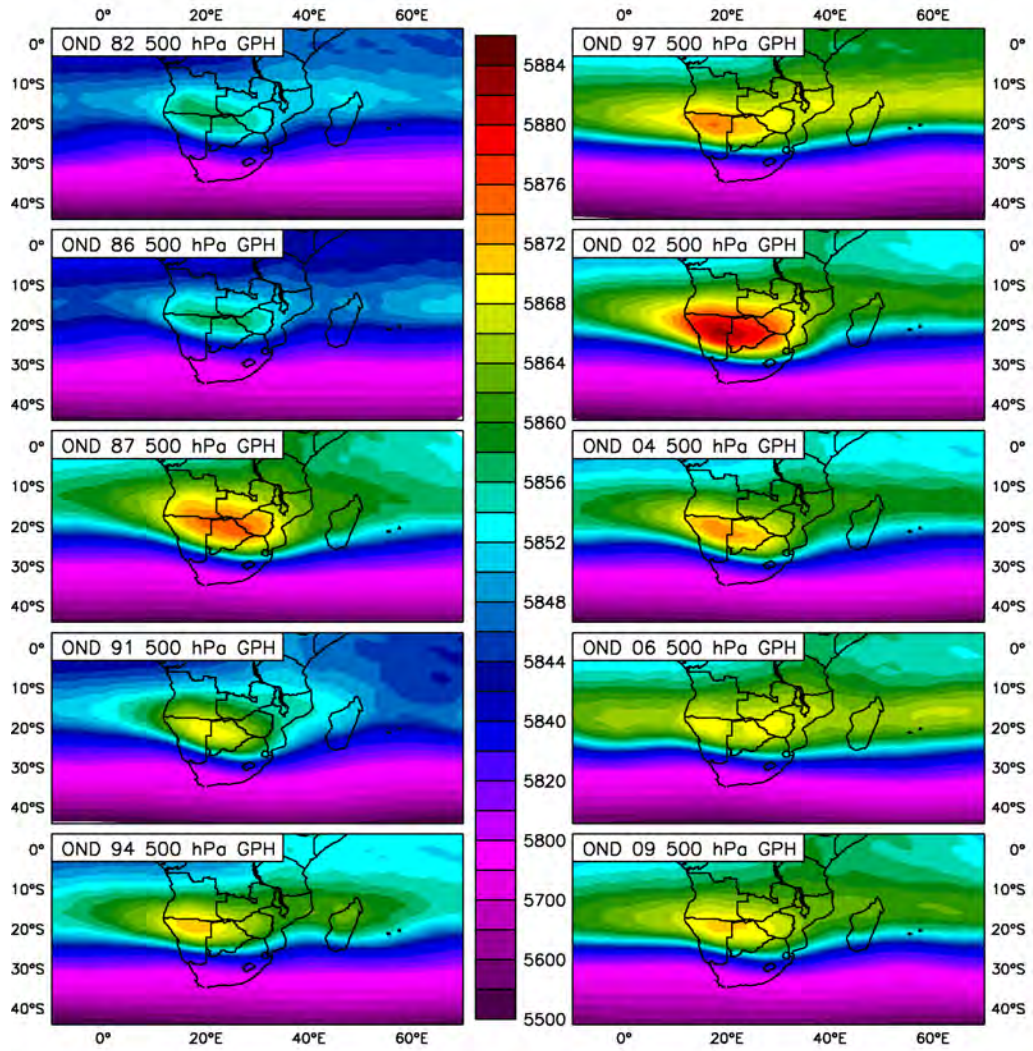 OND 82 500 hPa GPH
OND 97 500 hPa GPH
OND 86 500 hPa GPH
OND 02 500 hPa GPH
OND 87 500 hPa GPH
OND 04 500 hPa GPH
OND 91 500 hPa GPH
OND 06 500 hPa GPH
OND 94 500 hPa GPH
OND 09 500 hPa GPH
0° 20°E 40°E 60°E
0° 20°E 40°E 60°E
0°
10°S
20°S
30°S
40°S
0°
10°S
20°S
30°S
40°S
0°
10°S
20°S
30°S
40°S
0°
10°S
20°S
30°S
40°S
0°
10°S
20°S
30°S
40°S
5884
5880
5876
5872
5868
5864
5860
5856
5852
5848
5844
5840
5820
5800
5700
5600
5500
0°
10°S
20°S
30°S
40°S
0°
10°S
20°S
30°S
40°S
0°
10°S
20°S
30°S
40°S
0°
10°S
20°S
30°S
40°S
0°
10°S
20°S
30°S
40°S
0° 20°E 40°E 60°E
0° 20°E 40°E 60°E